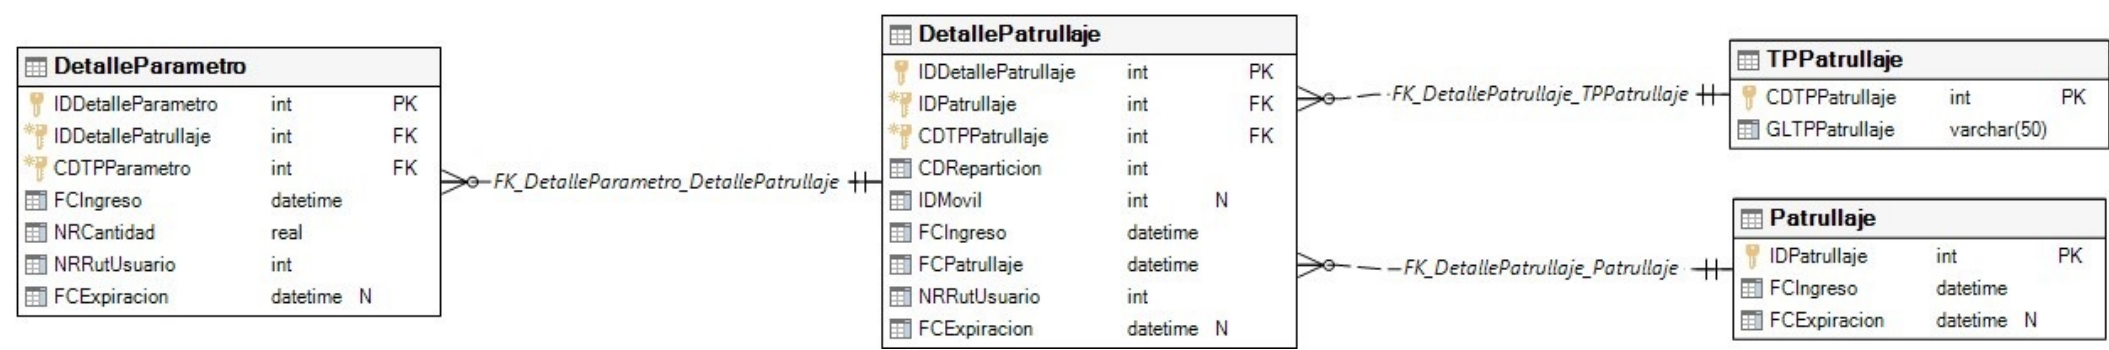 DetalleParametro
IDDetalleParametro int PK
IDDetallePatrullaje int FK
CDTPParametro int FK
FCIngreso datetime
NRCantidad real
NRRutUsuario int
FCExpiracion datetime N
FK_DetalleParametro_DetallePatrullaje
DetallePatrullaje
IDDetallePatrullaje int PK
IDPatrullaje int FK
CDTPPatrullaje int FK
CDReparticion int
IDMovil int N
FCIngreso datetime
FCPatrullaje datetime
NRRutUsuario int
FCExpiracion datetime N
FK_DetallePatrullaje_TPPatrullaje
FK_DetallePatrullaje_Patrullaje
TPPatrullaje
CDTPPatrullaje int PK
GLTPPatrullaje varchar(50)
Patrullaje
IDPatrullaje int PK
FCIngreso datetime
FCExpiracion datetime N